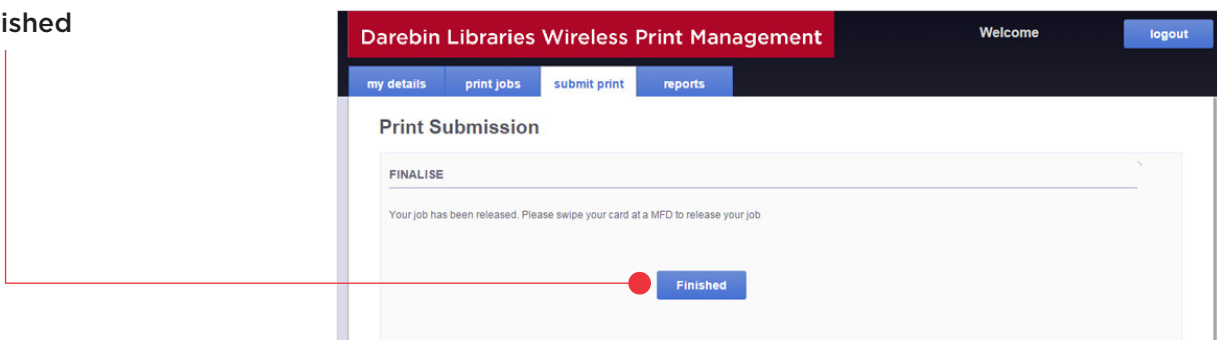 ished
Darebin Libraries Wireless Print Management
Welcome
logout
my details
print jobs
submit print
reports
Print Submission
FINALISE
Your job has been released. Please swipe your card at a MFD to release your job
Finished